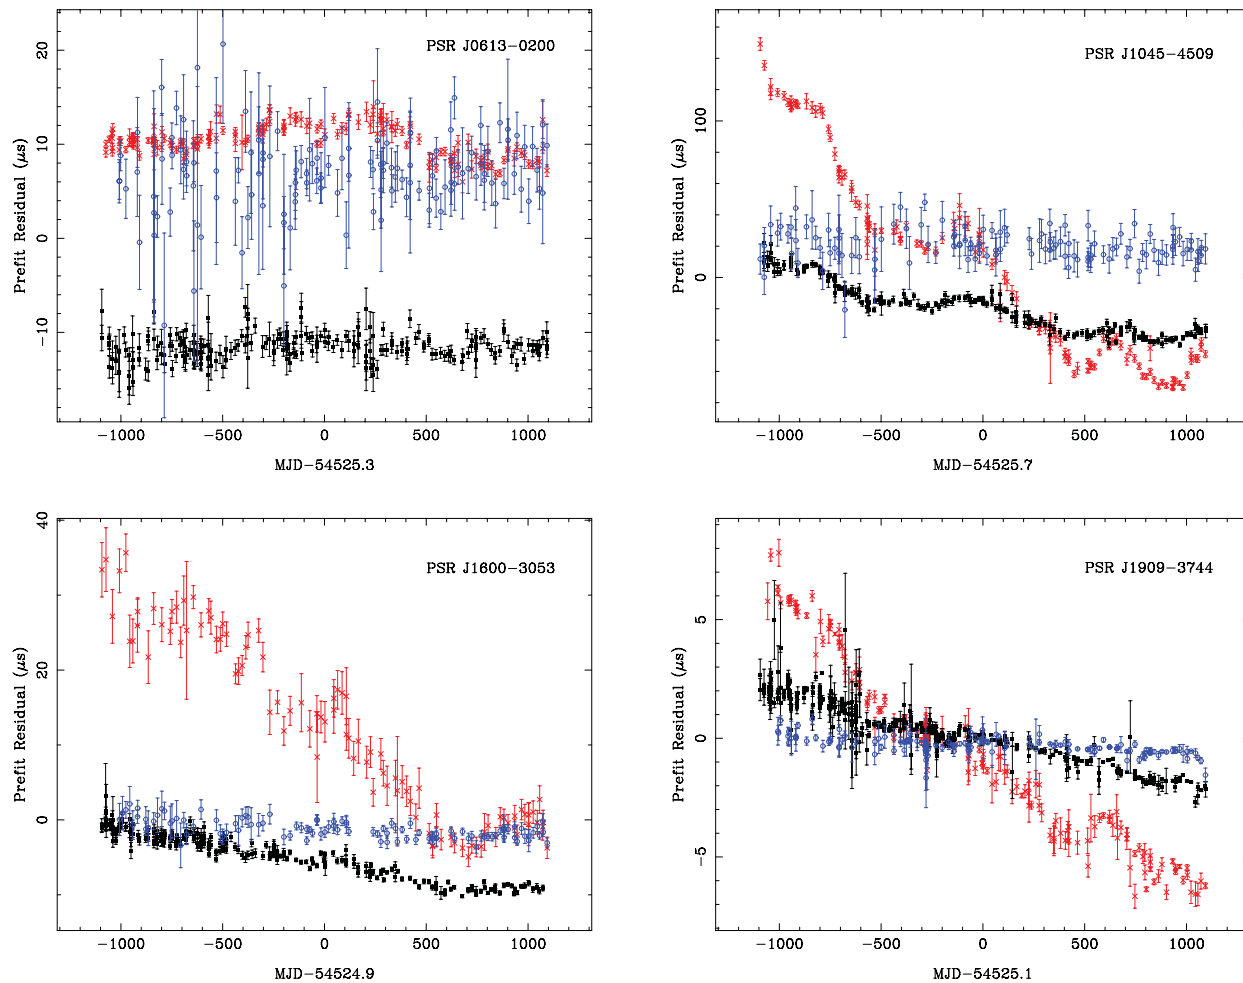 PSR J0613-0200
Prefit Residual (μs)
20
10
0
-10
-1000 -500 0 500 1000
MJD-54525.3
PSR J1045-4509
Prefit Residual (μs)
100
0
-1000 -500 0 500 1000
MJD-54525.7
PSR J1600-3053
Prefit Residual (μs)
40
20
0
-1000 -500 0 500 1000
MJD-54524.9
PSR J1909-3744
Prefit Residual (μs)
5
0
-5
-1000 -500 0 500 1000
MJD-54525.1